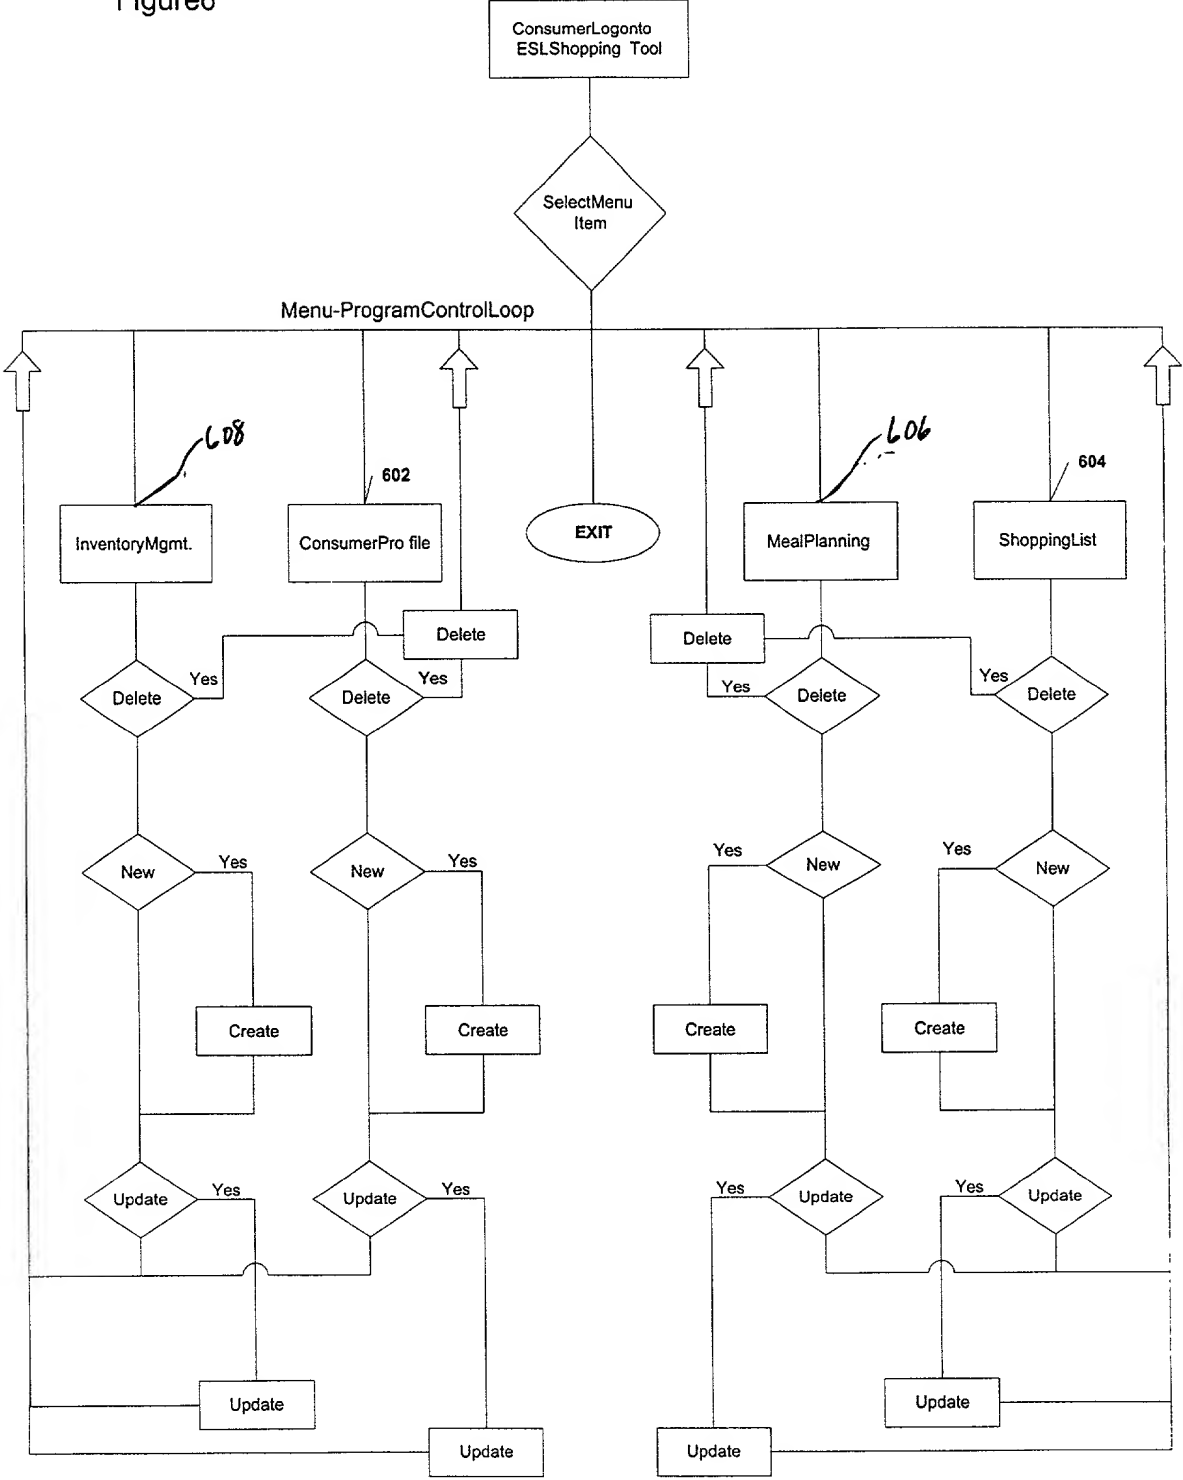 Figure6
ConsumerLogonto
ESLShopping Tool
SelectMenu
Item
Menu-ProgramControlLoop
608
602
606
604
InventoryMgmt.
ConsumerPro file
EXIT
MealPlanning
ShoppingList
Delete
Delete
Yes
Yes
Yes
Yes
Delete
Delete
Delete
Delete
Yes
Yes
Yes
Yes
New
New
New
New
Create
Create
Create
Create
Yes
Yes
Yes
Yes
Update
Update
Update
Update
Update
Update
Update
Update